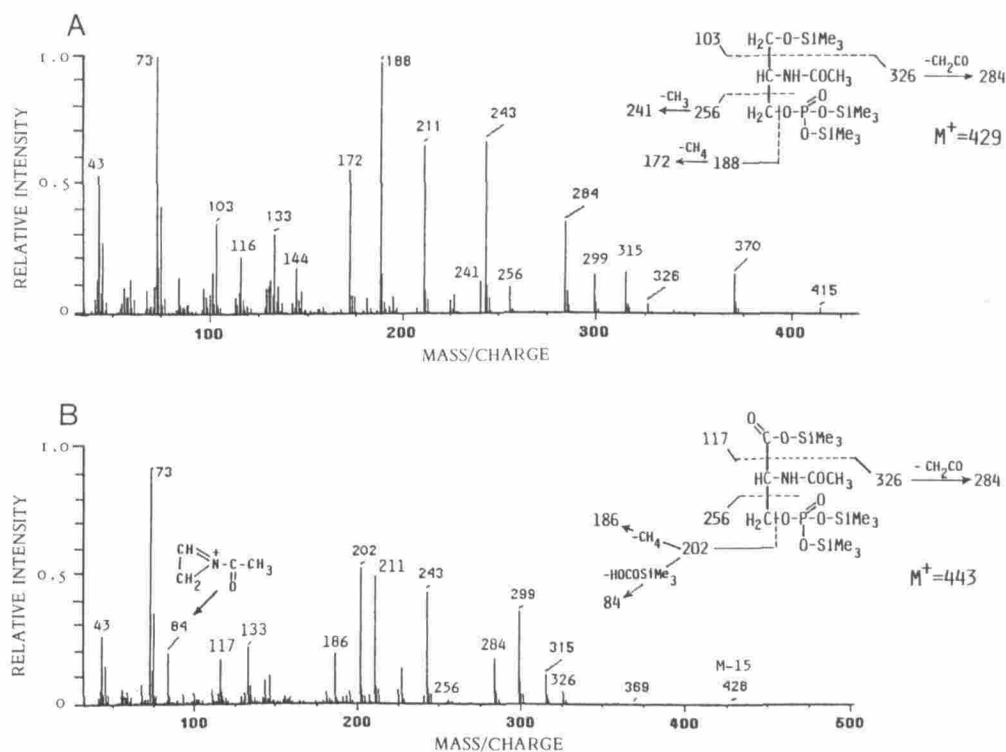 A
RELATIVE INTENSITY
1.0
0.5
0
43
73
103
116
133
144
172
188
211
241
243
256
284
299
315
326
370
415
100
200
300
400
MASS/CHARGE
103
H2C-O-SiMe3
326 -CH2CO 284
HC-NH-COCH3
241 -CH3 256
H2C-O-P-O-SiMe3
O
O-SiMe3
172 -CH4 188
M+=429
B
RELATIVE INTENSITY
1.0
0.5
0
43
73
84
117
133
186
202
211
243
256
284
299
315
326
369
M-15
428
CH
CH2
+
N-C-CH3
O
100
200
300
400
500
MASS/CHARGE
O
117
C-O-SiMe3
326 -CH2CO 284
HC-NH-COCH3
256
H2C-O-P-O-SiMe3
O
O-SiMe3
186
-CH4
202
-HOCOSiMe3
84
M+=443